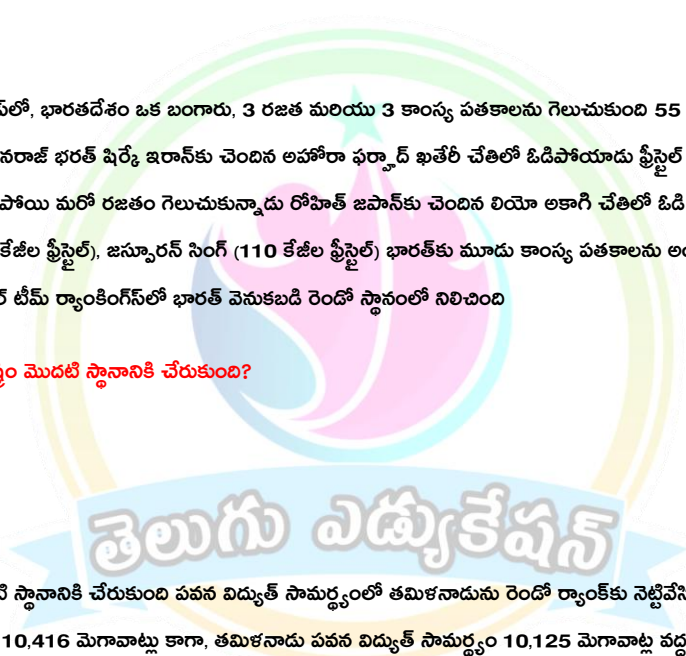 ప్‌లో, భారతదేశం ఒక బంగారు, 3 రజత మరియు 3 కాంస్య పతకాలను గెలుచుకుంది 55
నరాజ్ భరత్ షిర్కే ఇరాన్‌కు చెందిన అహోరా ఫర్హాద్ ఖతేరీ చేతిలో ఓడిపోయాడు ఫ్రీస్టైల్
పోయి మరో రజతం గెలుచుకున్నాడు రోహిత్ జపాన్‌కు చెందిన లియో అకాగి చేతిలో ఓడి
కేజీల ఫ్రీస్టైల్), జస్పూరన్ సింగ్ (110 కేజీల ఫ్రీస్టైల్) భారత్‌కు మూడు కాంస్య పతకాలను
టీమ్ ర్యాంకింగ్స్‌లో భారత్ వెనుకబడి రెండో స్థానంలో నిలిచింది
మొదటి స్థానానికి చేరుకుంది?
తెలుగు ఎడ్యుకేషన్
స్థానానికి చేరుకుంది పవన విద్యుత్ సామర్థ్యంలో తమిళనాడును రెండో ర్యాంక్‌కు
10,416 మెగావాట్లు కాగా, తమిళనాడు పవన విద్యుత్ సామర్థ్యం 10,125 మెగావాట్ల